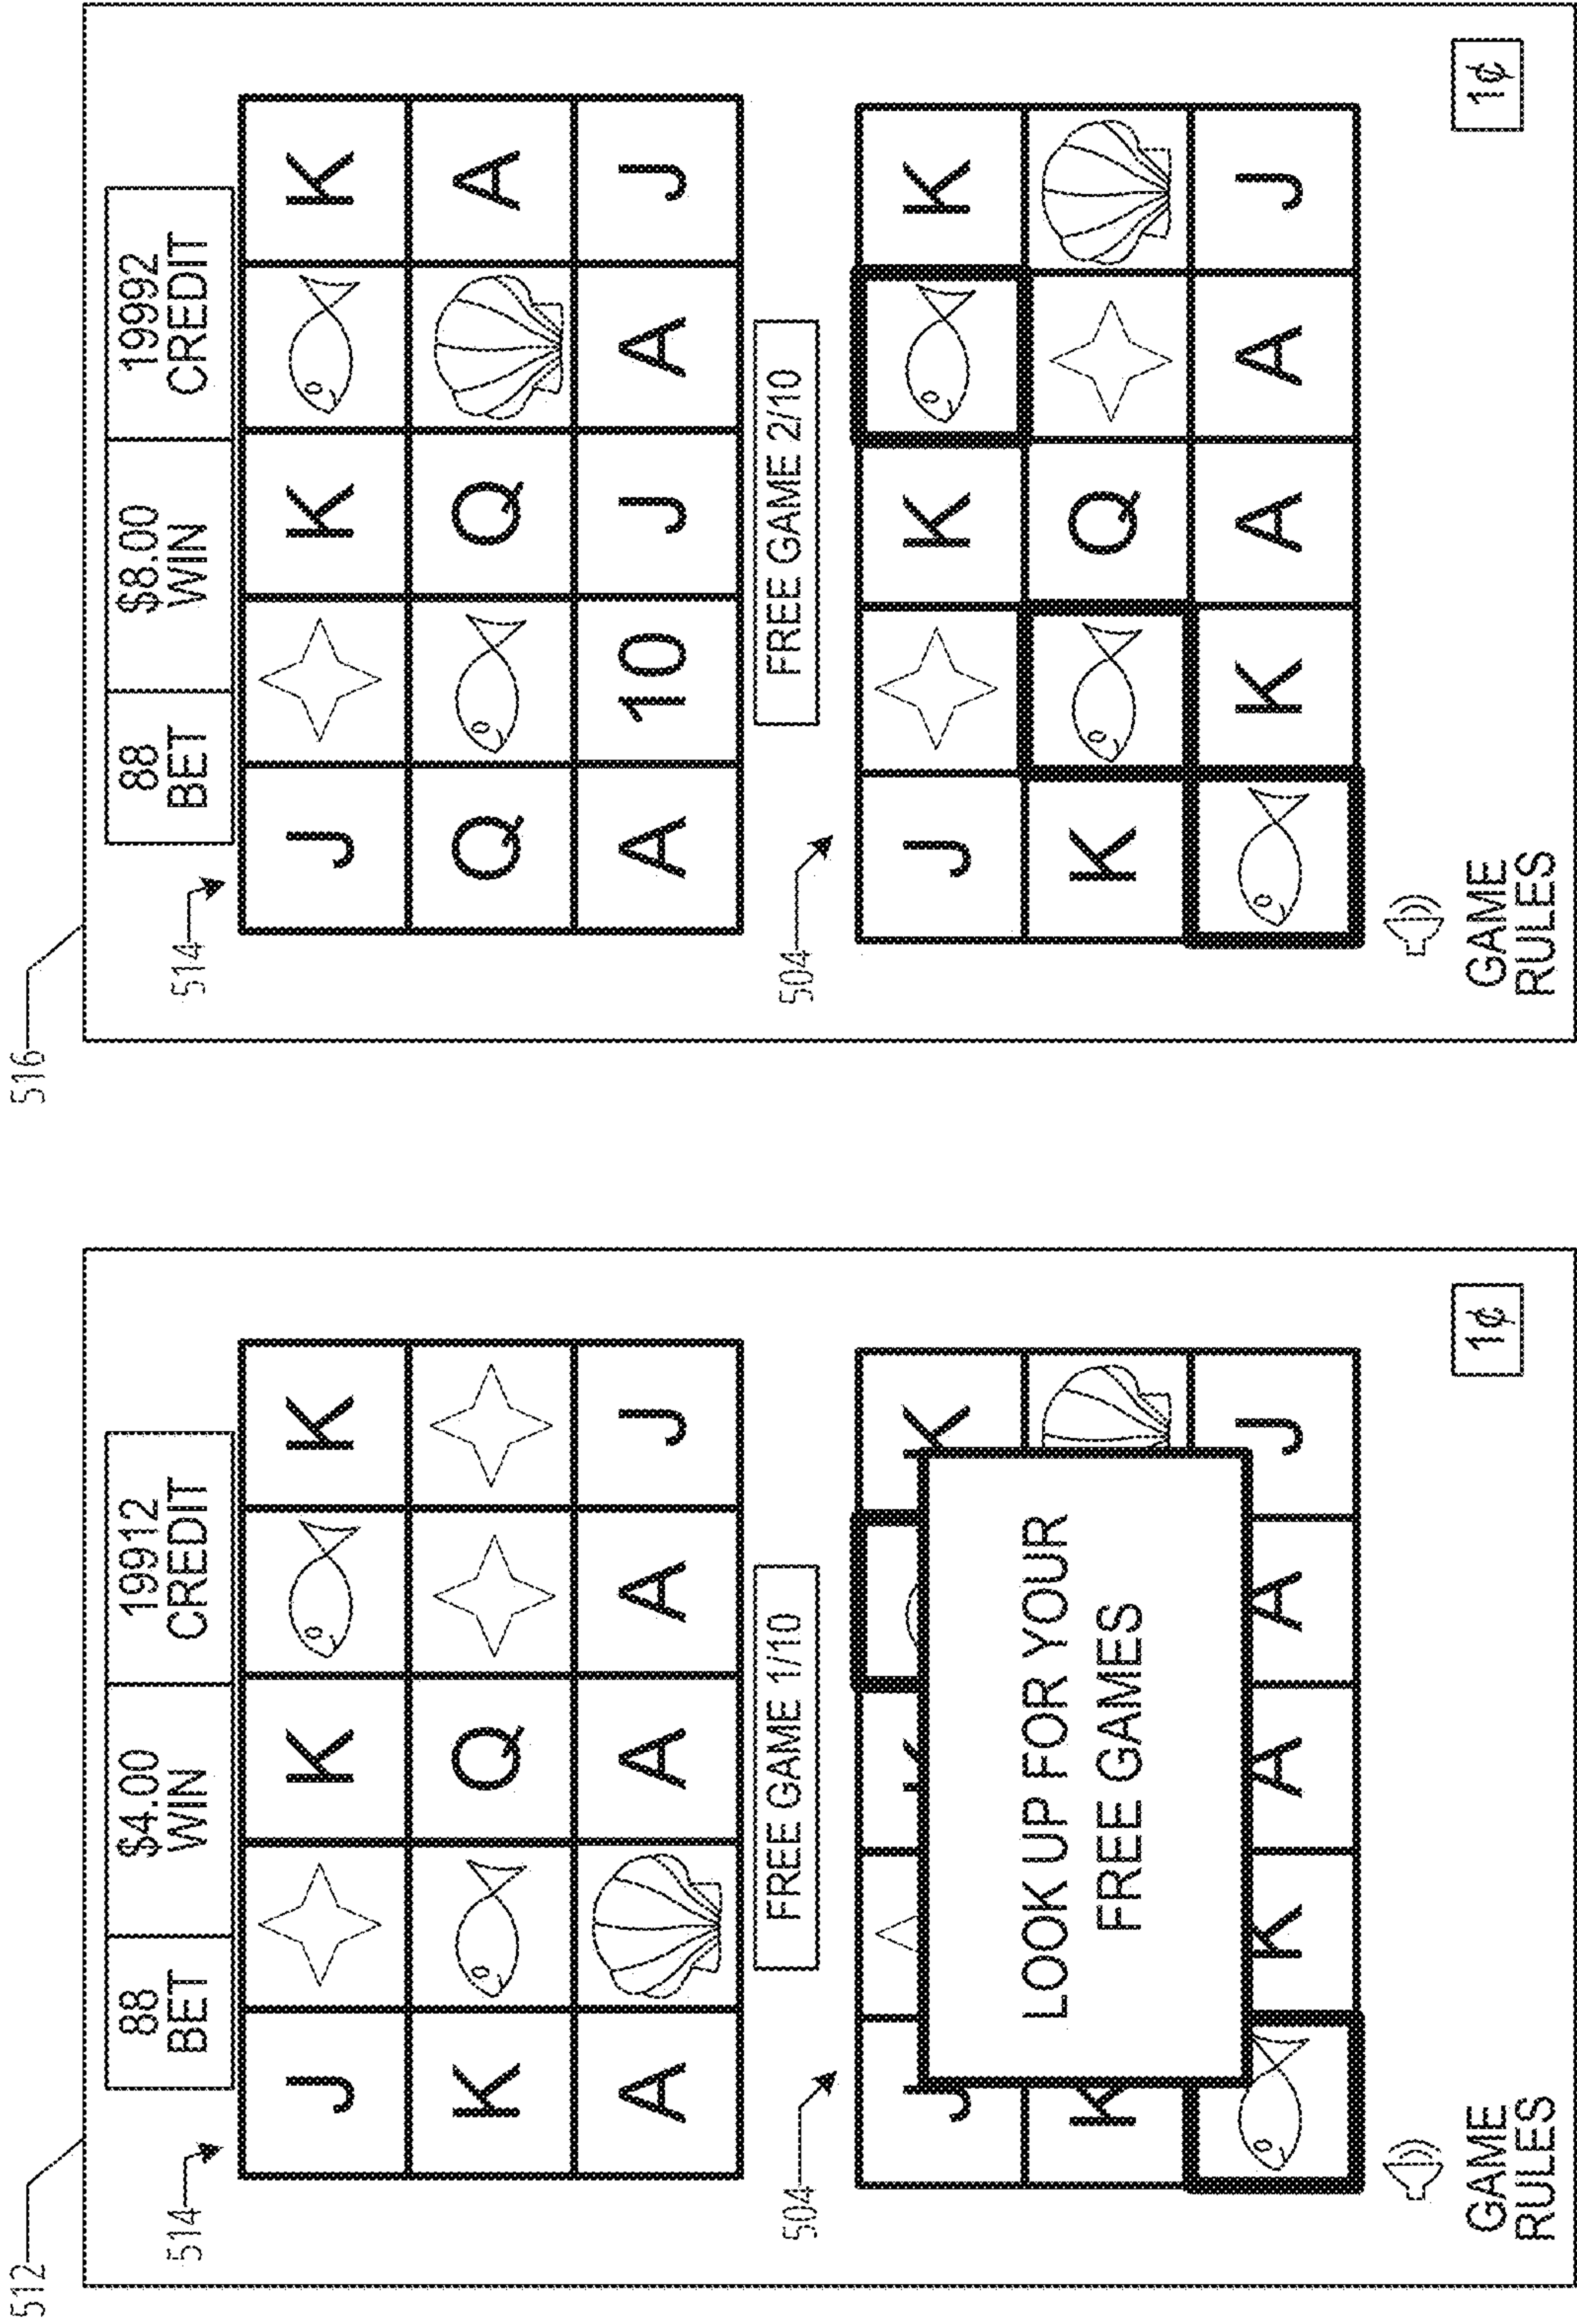 512
88 $4.00 19912
BET WIN CREDIT
514
J K K
K Q
A A A J
FREE GAME 1/10
504
J K K
LOOK UP FOR YOUR
K
FREE GAMES
K A A J
GAME
RULES
1¢
516
88 $8.00 19992
BET WIN CREDIT
514
J K K
Q Q A
A 10 J A J
FREE GAME 2/10
504
J K K
K Q
K A A J
GAME
RULES
1¢